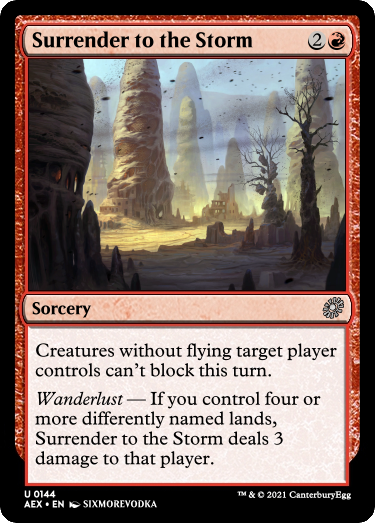 Surrender to the Storm 2
Sorcery
Creatures without flying target player
controls can't block this turn.
Wanderlust — If you control four or
more differently named lands,
Surrender to the Storm deals 3
damage to that player.
U 0144
AEX • EN SIXMOREVODKA
™ & © 2021 CanterburyEgg